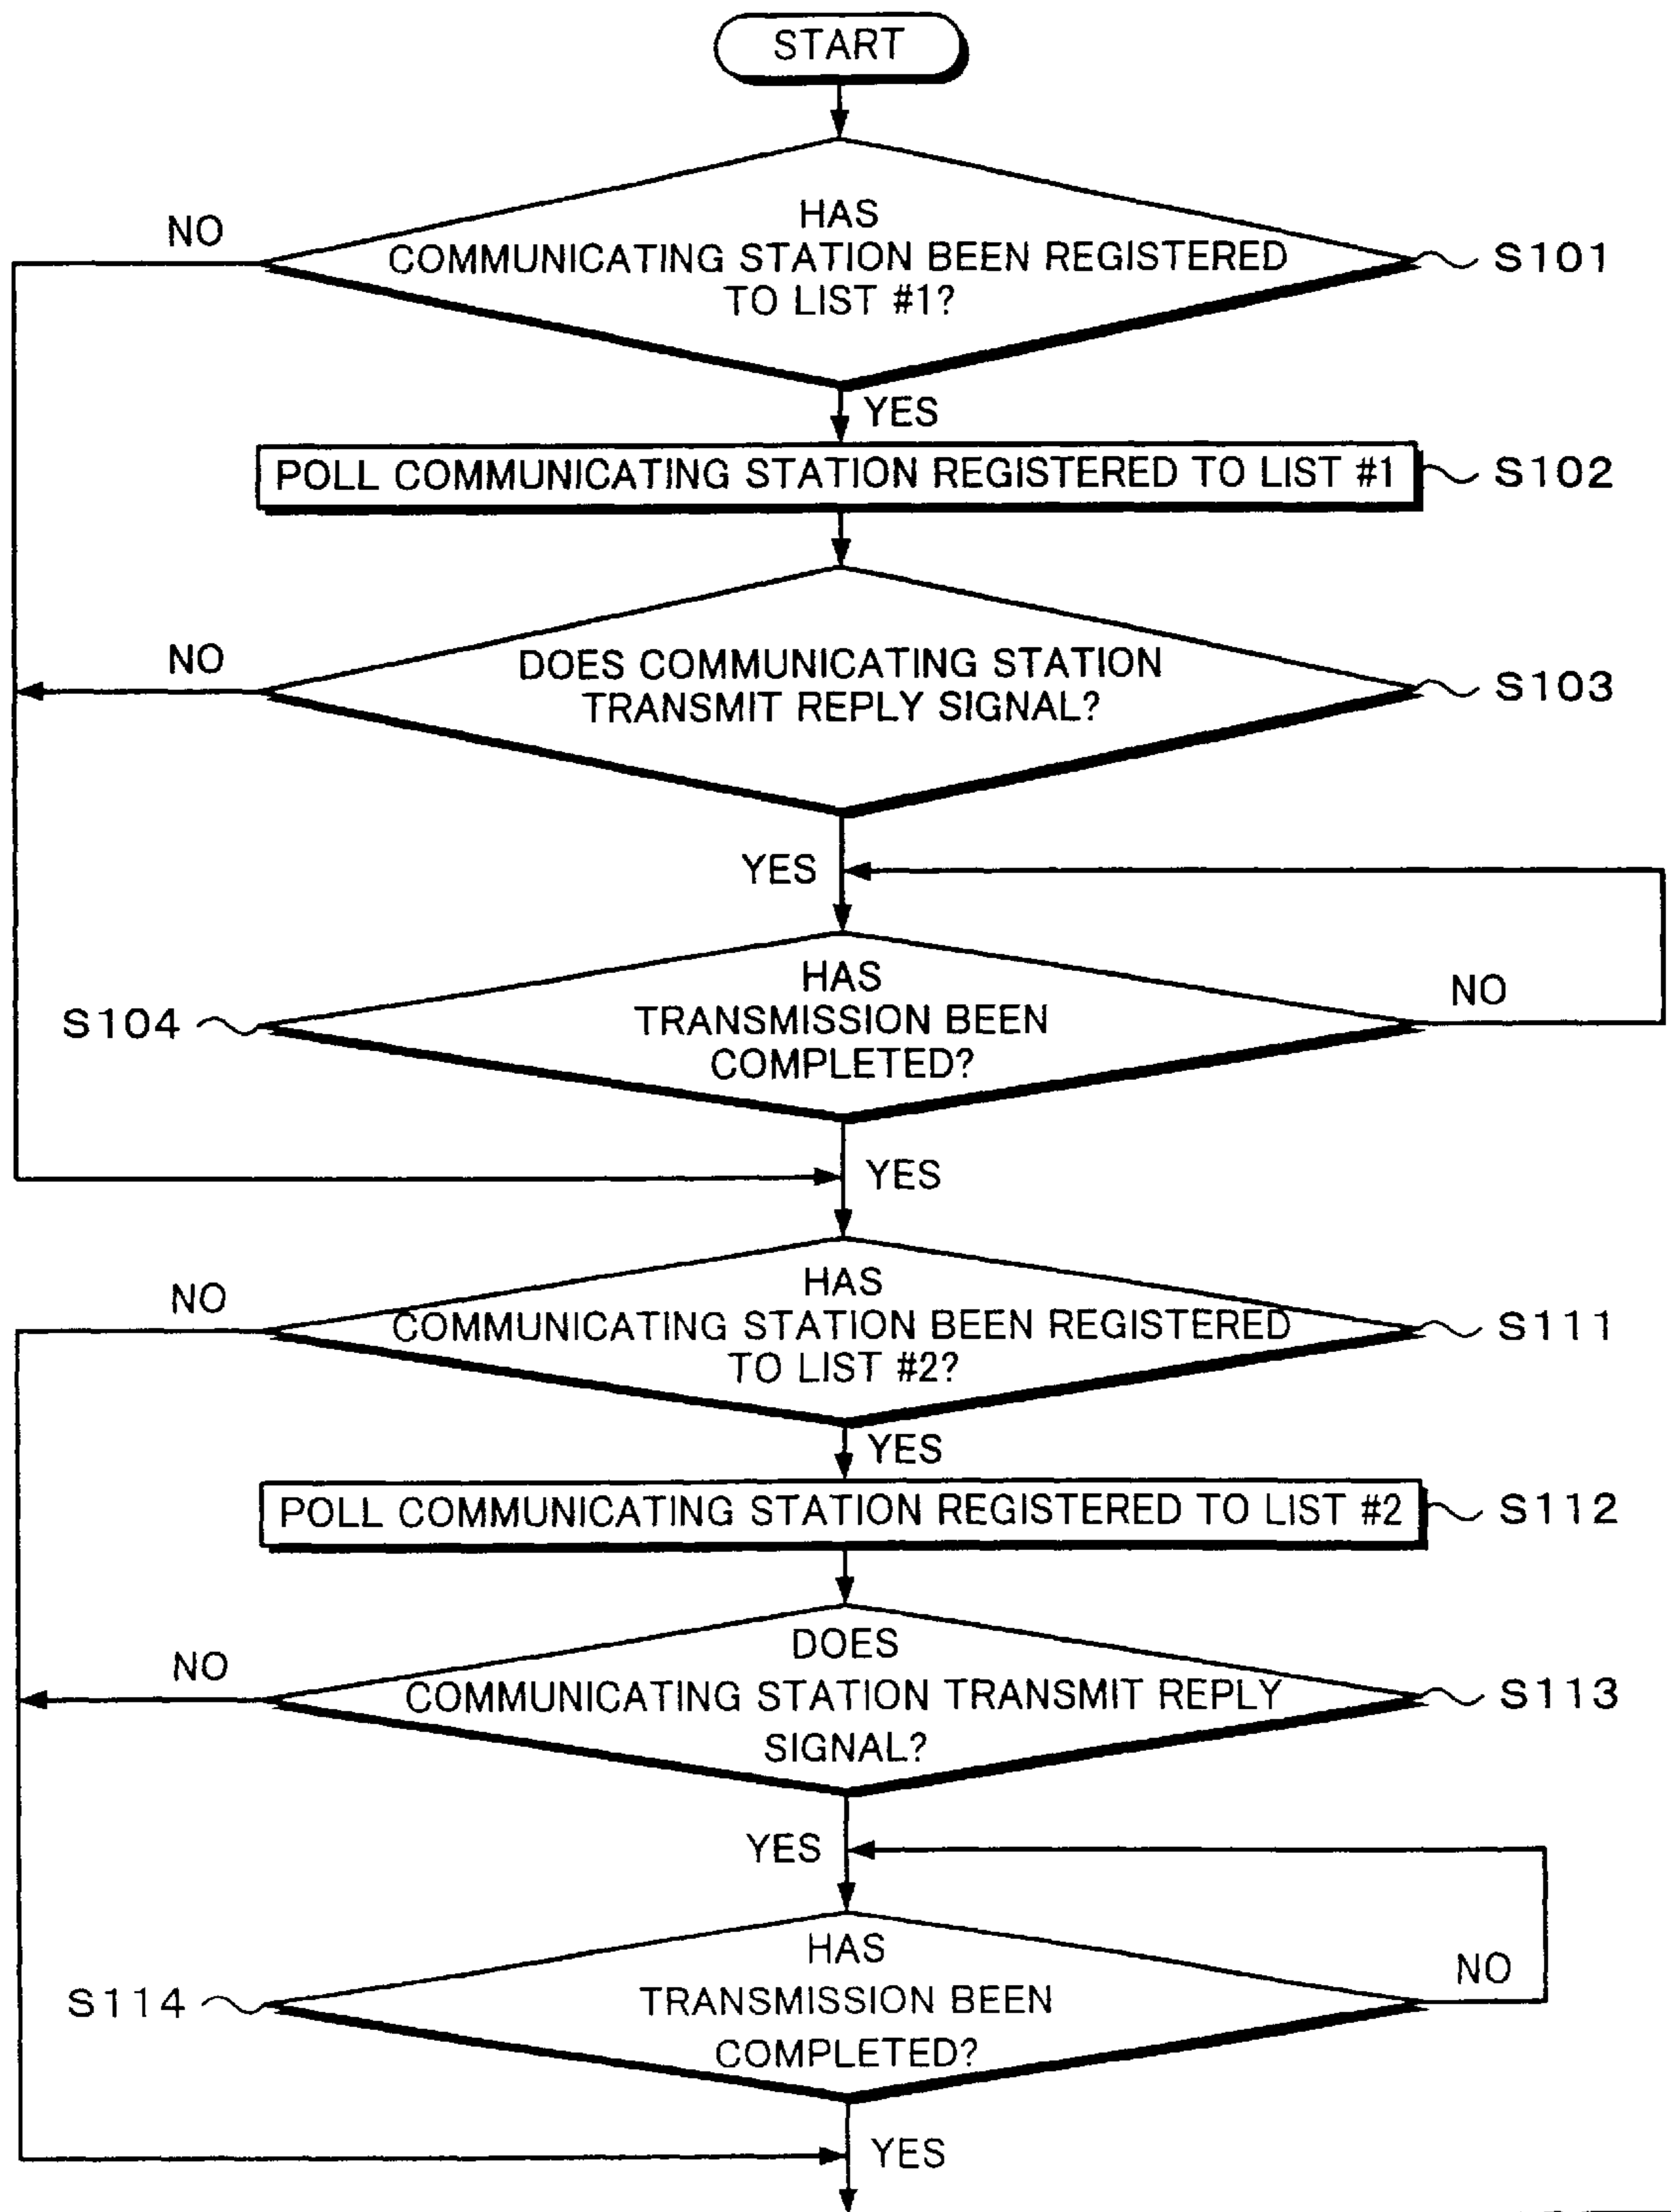 START
NO
HAS
COMMUNICATING STATION BEEN REGISTERED
TO LIST #1?
S101
YES
POLL COMMUNICATING STATION REGISTERED TO LIST #1
S102
NO
DOES COMMUNICATING STATION
TRANSMIT REPLY SIGNAL?
S103
YES
S104
HAS
TRANSMISSION BEEN
COMPLETED?
NO
YES
NO
HAS
COMMUNICATING STATION BEEN REGISTERED
TO LIST #2?
S111
YES
POLL COMMUNICATING STATION REGISTERED TO LIST #2
S112
NO
DOES
COMMUNICATING STATION TRANSMIT REPLY
SIGNAL?
S113
YES
S114
HAS
TRANSMISSION BEEN
COMPLETED?
NO
YES